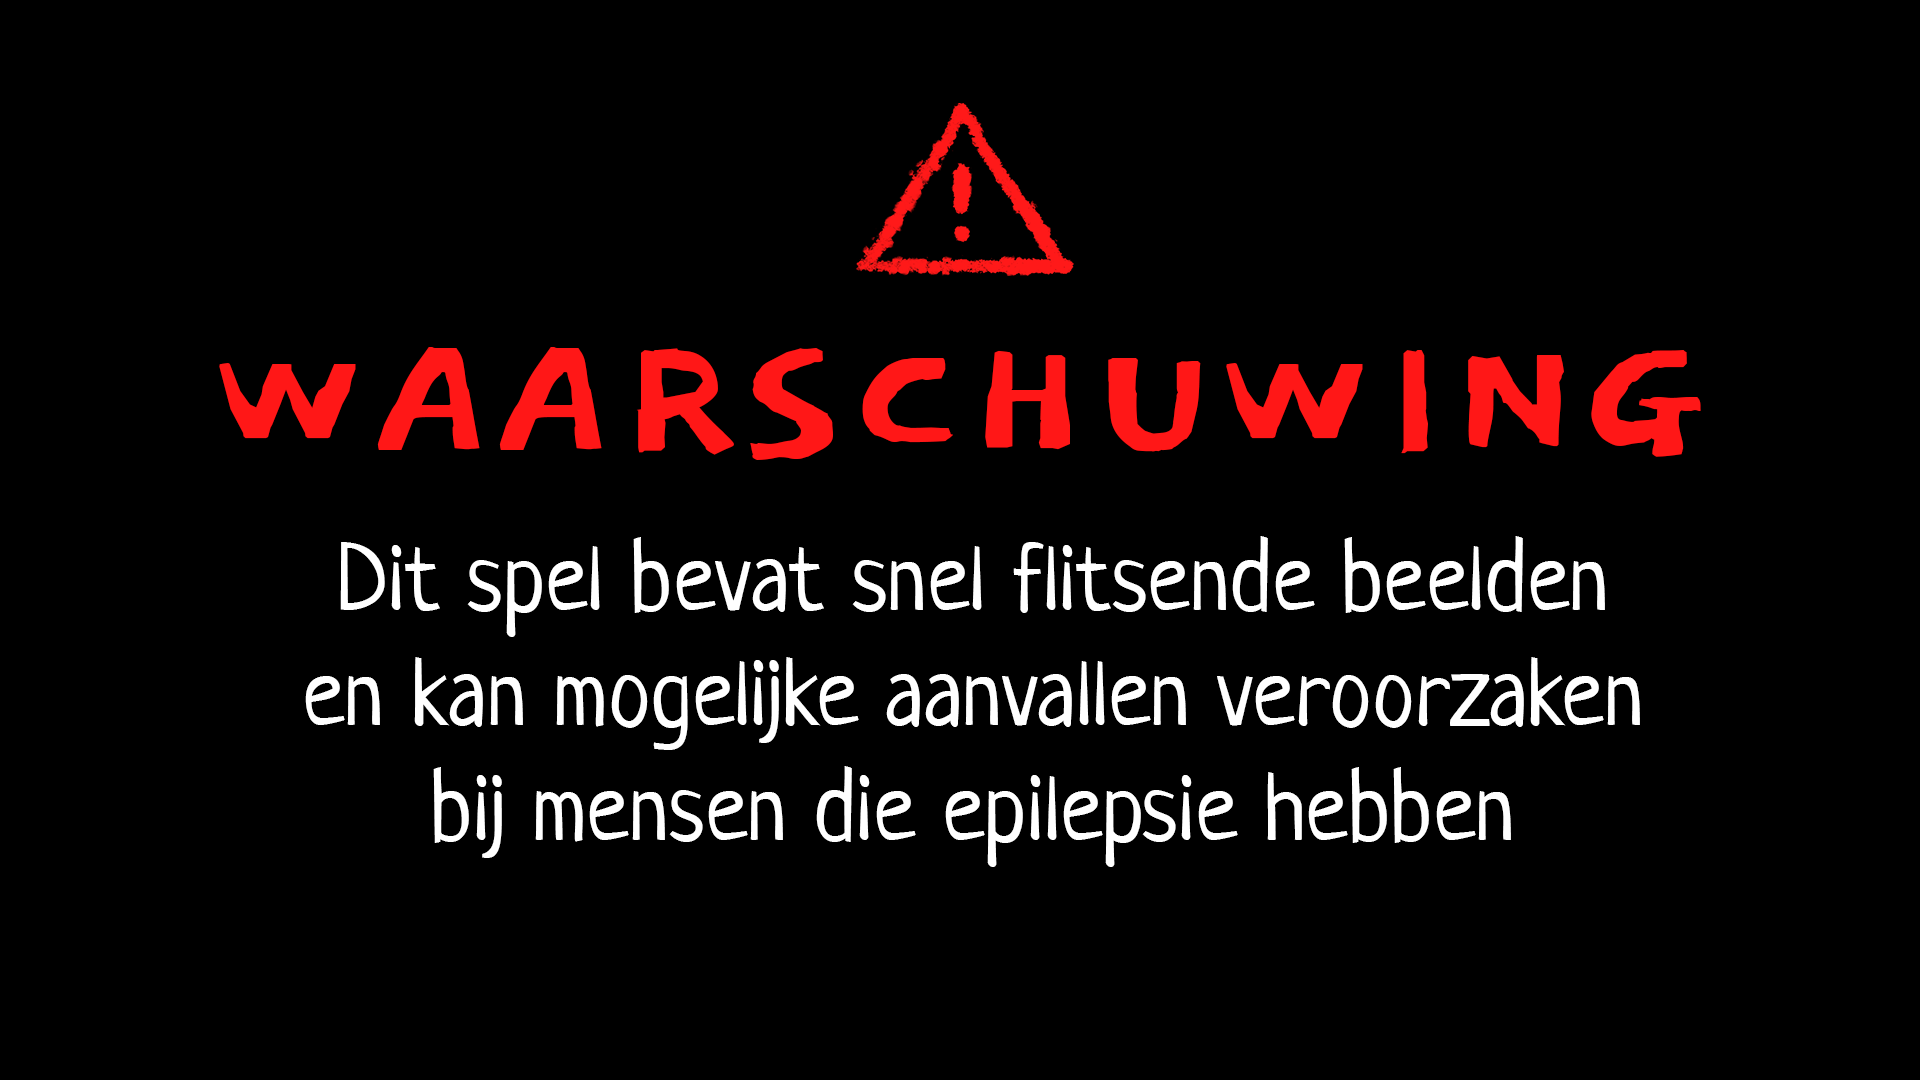 WAARSCHUWING
Dit spel bevat snel flitsende beelden
en kan mogelijke aanvallen veroorzaken
bij mensen die epilepsie hebben